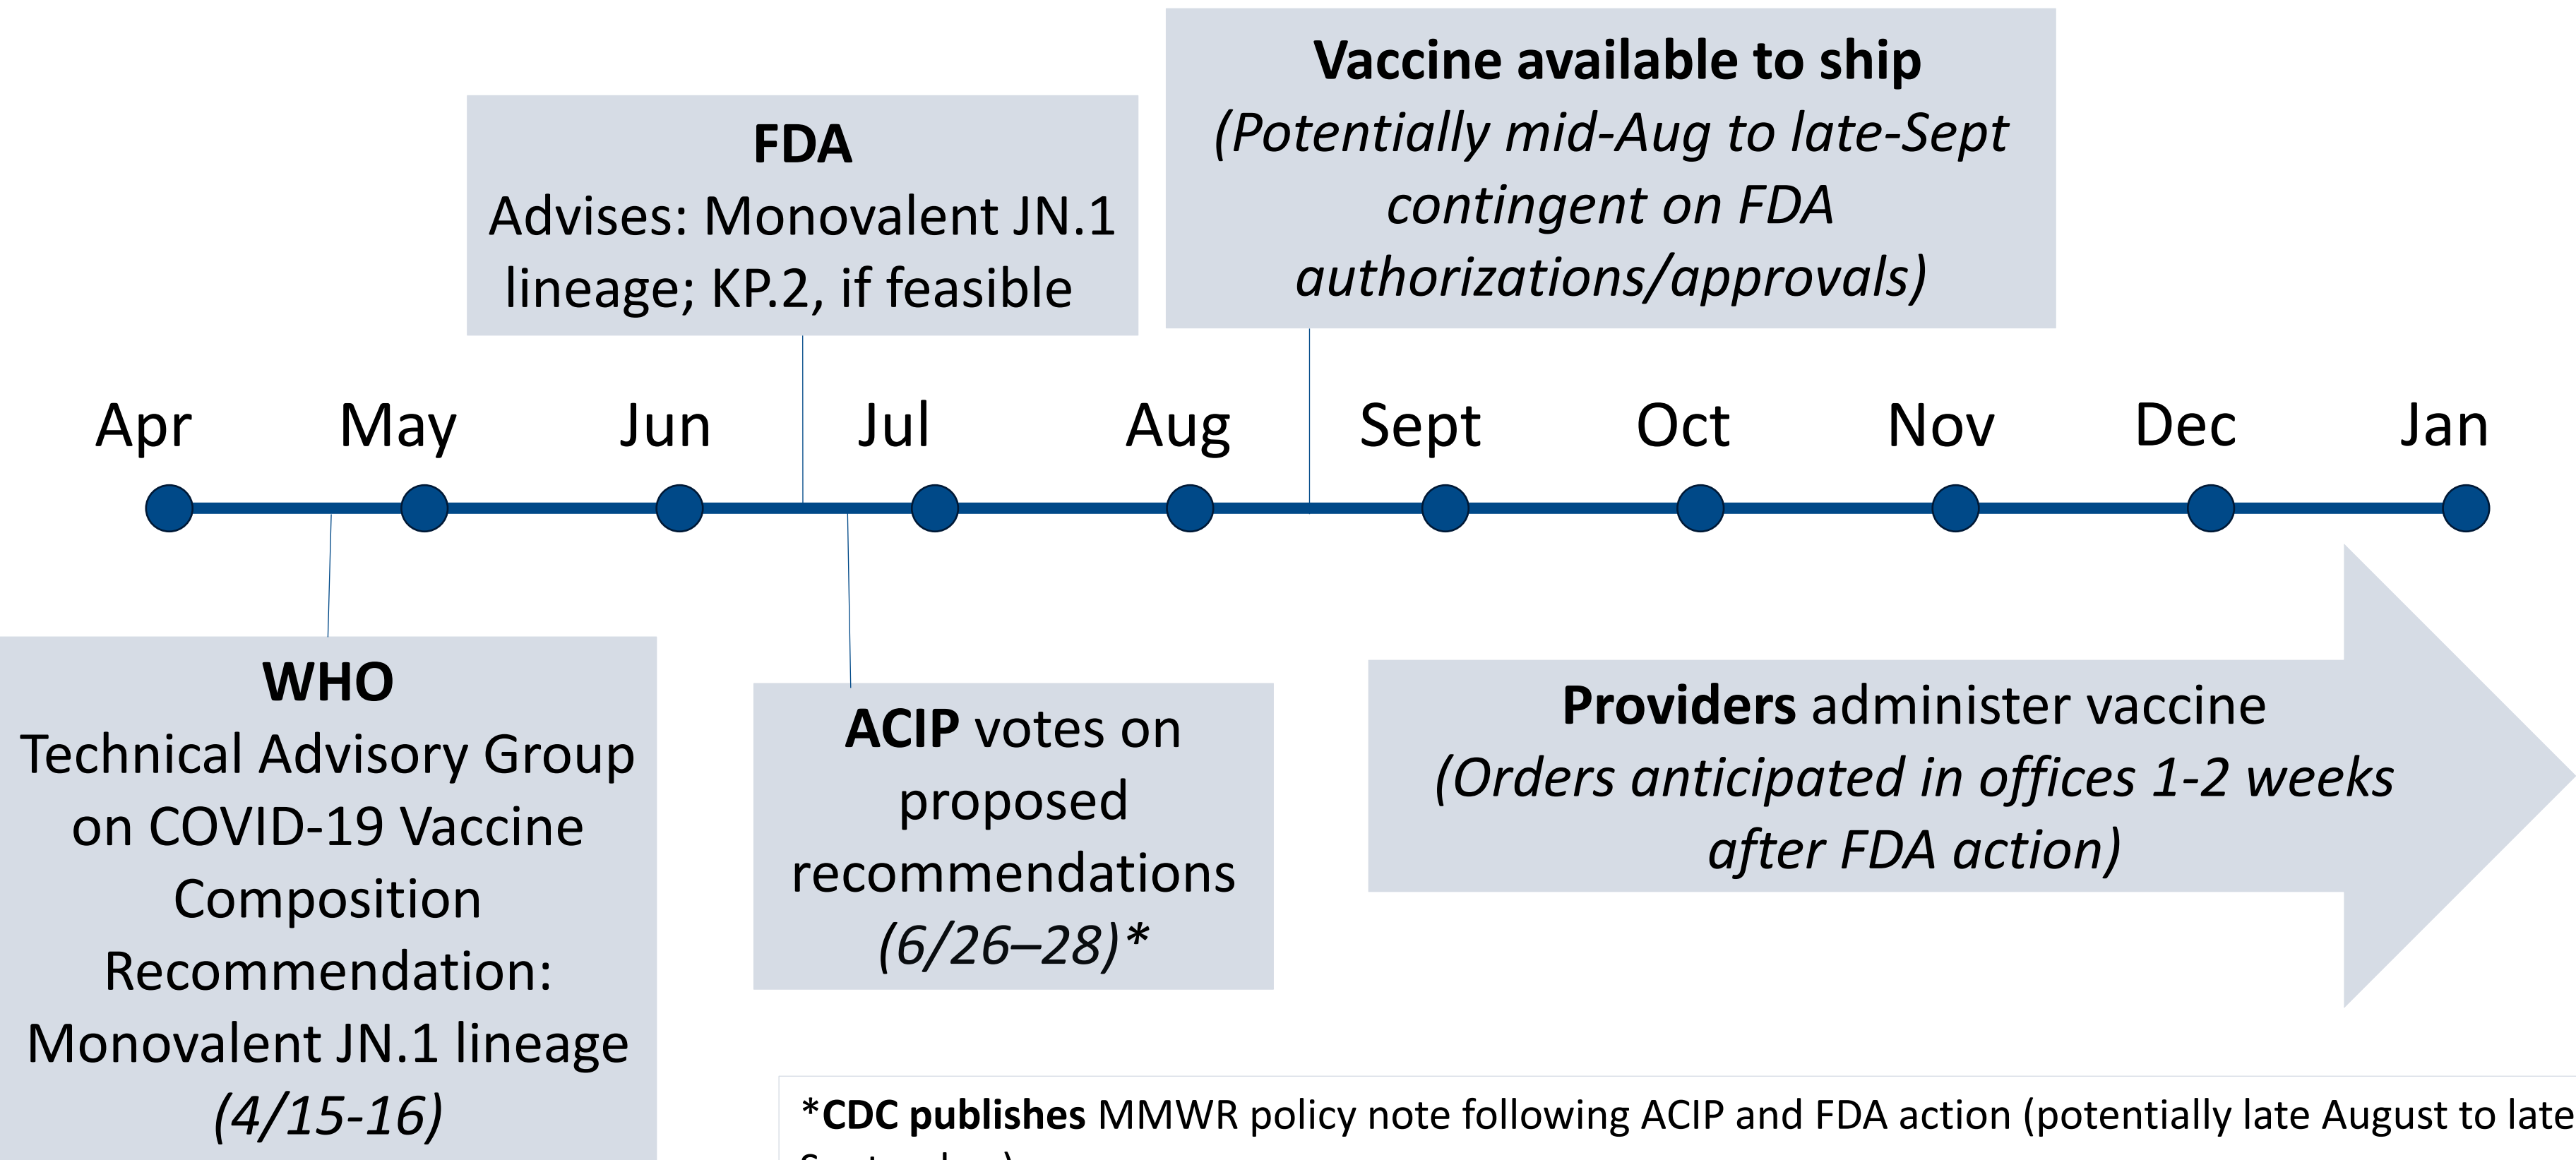 Vaccine available to ship
(Potentially mid-Aug to late-Sept
contingent on FDA
authorizations/approvals)
FDA
Advises: Monovalent JN.1
lineage; KP.2, if feasible
Apr May Jun Jul Aug Sept Oct Nov Dec Jan
WHO
Technical Advisory Group
on COVID-19 Vaccine
Composition
Recommendation:
Monovalent JN.1 lineage
(4/15-16)
ACIP votes on
proposed
recommendations
(6/26–28)*
Providers administer vaccine
(Orders anticipated in offices 1-2 weeks
after FDA action)
*CDC publishes MMWR policy note following ACIP and FDA action (potentially late August to late